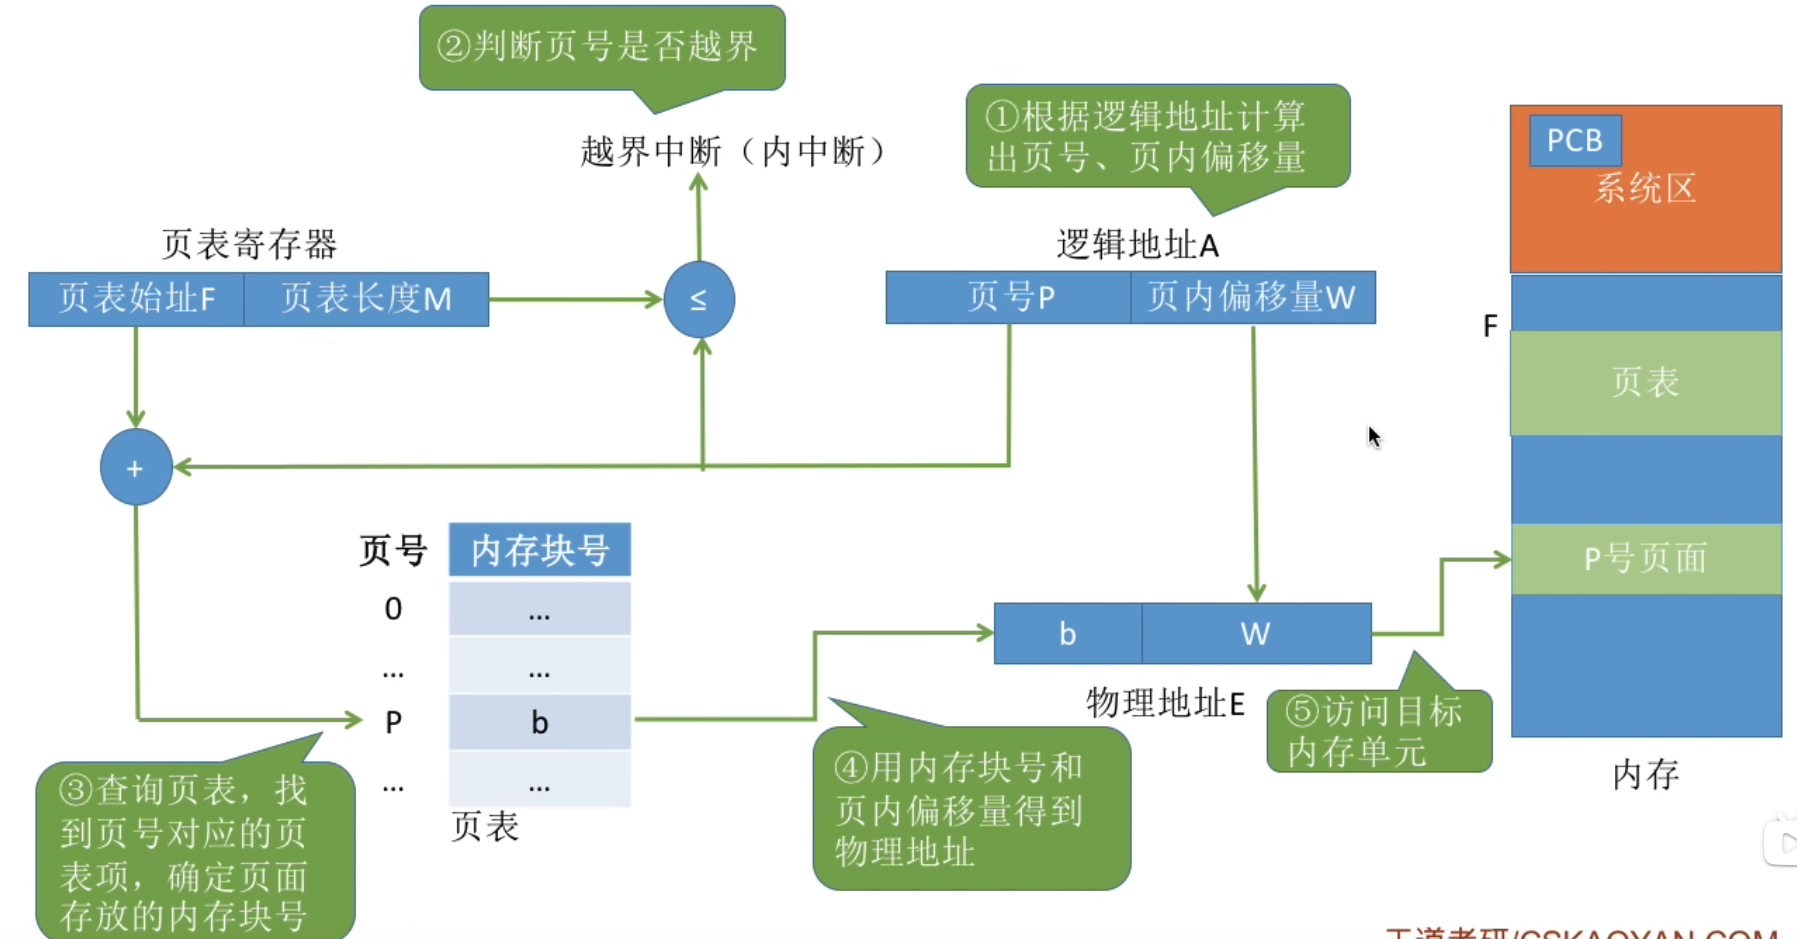 ②判断页号是否越界
越界中断（内中断）
①根据逻辑地址计算
出页号、页内偏移量
PCB
系统区
页表寄存器
页表始址F
页表长度M
≤
逻辑地址A
页号P
页内偏移量W
F
页表
+
P号页面
页号
内存块号
0
...
...
...
P
b
...
...
页表
b
W
物理地址E
⑤访问目标
内存单元
内存
③查询页表，找
到页号对应的页
表项，确定页面
存放的内存块号
④用内存块号和
页内偏移量得到
物理地址
王道考研/CSKAOYAN.COM